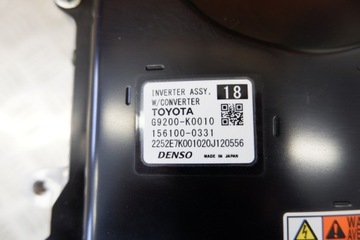 INVERTER ASSY.
W/CONVERTER
18
TOYOTA
G9200-K0010
156100-0331
2252E7K001020J120556
DENSO MADE IN JAPAN